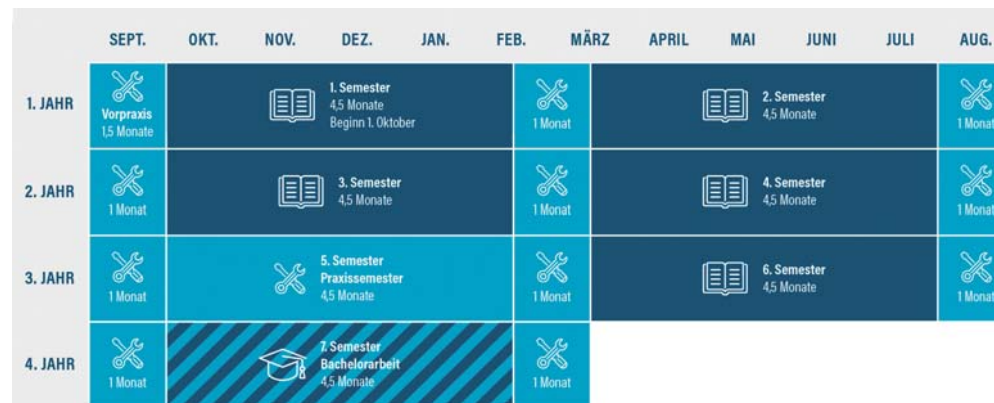 SEPT. OKT. NOV. DEZ. JAN. FEB. MÄRZ APRIL MAI JUNI JULI AUG.
1. JAHR
Vorpraxis
1,5 Monate
1. Semester
4,5 Monate
Beginn 1. Oktober
1 Monat
2. Semester
4,5 Monate
1 Monat
2. JAHR
1 Monat
3. Semester
4,5 Monate
1 Monat
4. Semester
4,5 Monate
1 Monat
3. JAHR
1 Monat
5. Semester
Praxissemester
4,5 Monate
1 Monat
6. Semester
4,5 Monate
1 Monat
4. JAHR
1 Monat
7. Semester
Bachelorarbeit
4,5 Monate
1 Monat